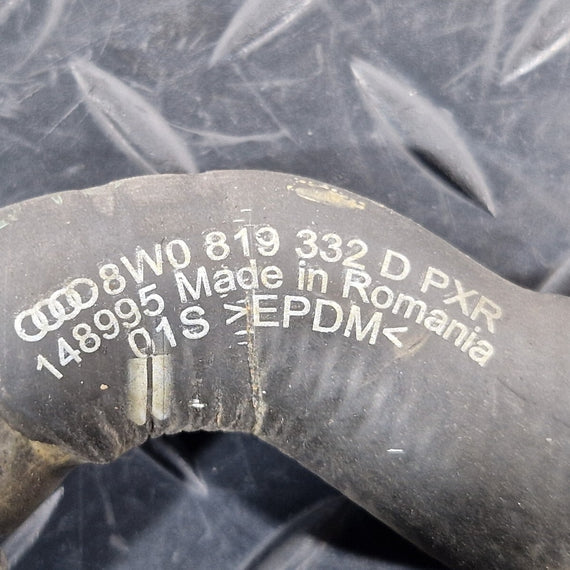 8W0 819 332 D PXR
148995 Made in Romania
01S >EPDM<